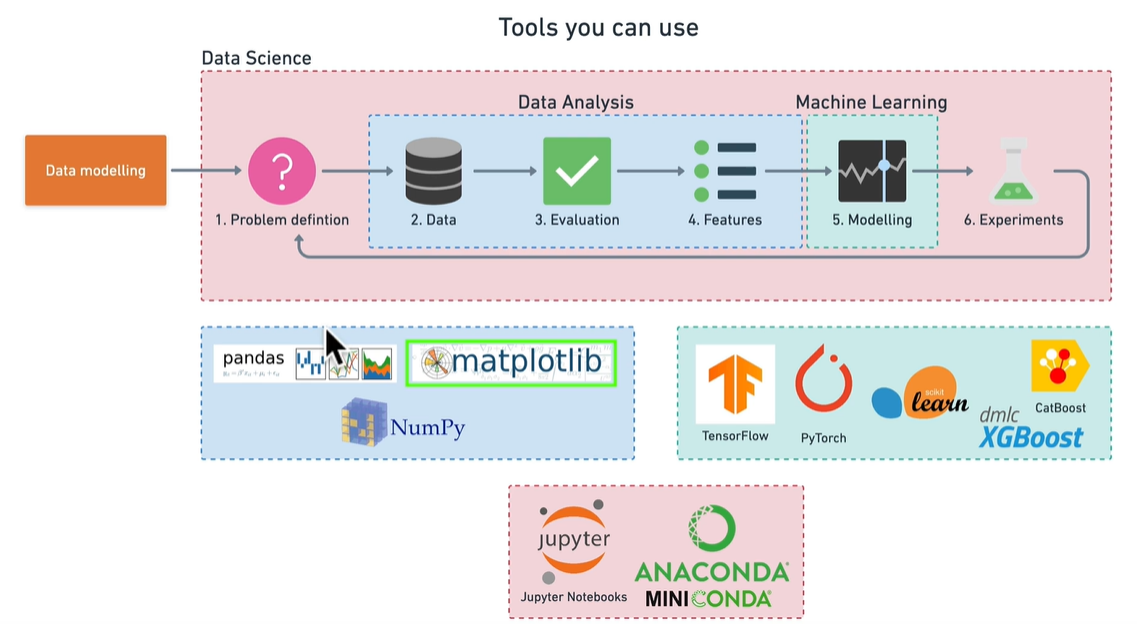 Tools you can use
Data Science
Data Analysis
Machine Learning
Data modelling
?
1. Problem defintion
2. Data
3. Evaluation
4. Features
5. Modelling
6. Experiments
pandas
matplotlib
NumPy
TensorFlow
PyTorch
scikit
learn
CatBoost
dmlc
XGBoost
jupyter
Jupyter Notebooks
ANACONDA
MINICONDA